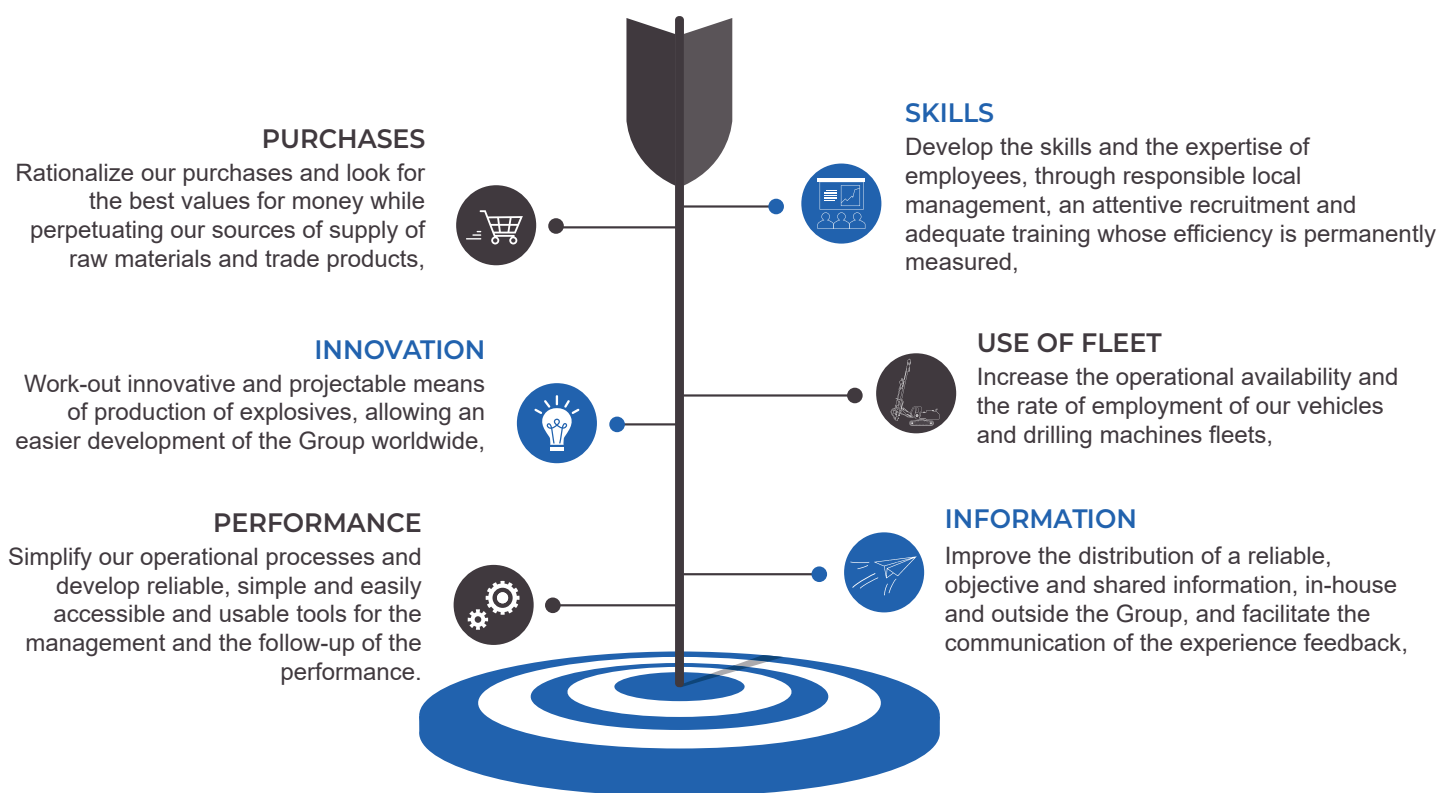 PURCHASES
Rationalize our purchases and look for
the best values for money while
perpetuating our sources of supply of
raw materials and trade products,
SKILLS
Develop the skills and the expertise of
employees, through responsible local
management, an attentive recruitment and
adequate training whose efficiency is permanently
measured,
INNOVATION
Work-out innovative and projectable means
of production of explosives, allowing an
easier development of the Group worldwide,
USE OF FLEET
Increase the operational availability and
the rate of employment of our vehicles
and drilling machines fleets,
PERFORMANCE
Simplify our operational processes and
develop reliable, simple and easily
accessible and usable tools for the
management and the follow-up of the
performance.
INFORMATION
Improve the distribution of a reliable,
objective and shared information, in-house
and outside the Group, and facilitate the
communication of the experience feedback,